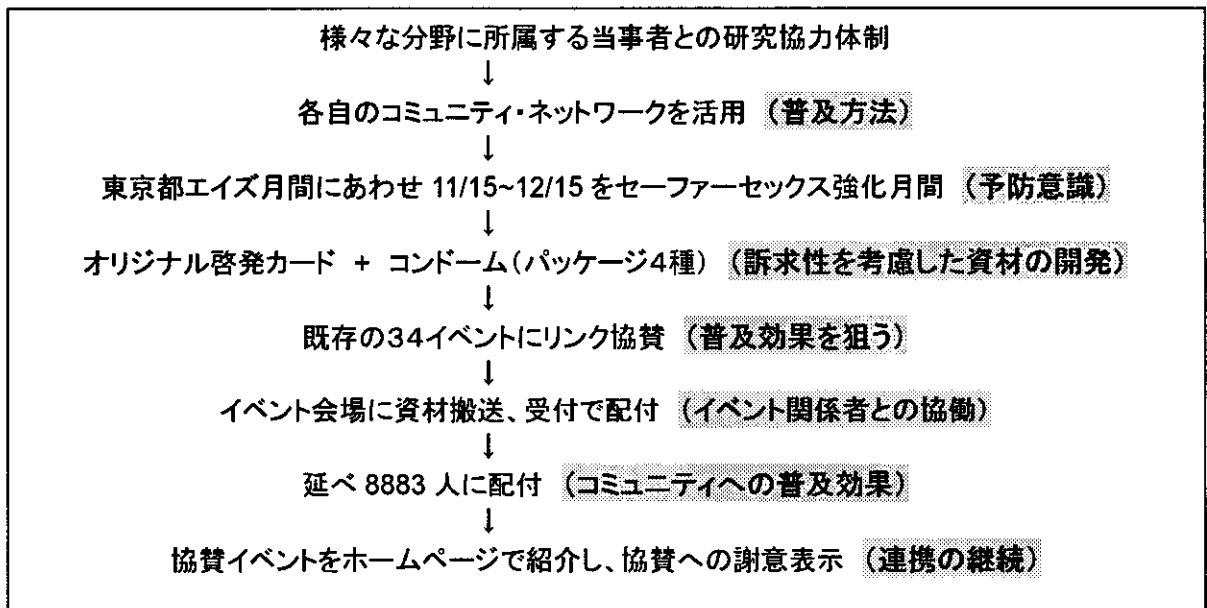 様々な分野に所属する当事者との研究協力体制
↓
各自のコミュニティ・ネットワークを活用 (普及方法)
↓
東京都エイズ月間にあわせ 11/15~12/15 をセーファーセックス強化月間 (予防意識)
↓
オリジナル啓発カード + コンドーム(パッケージ4種) (訴求性を考慮した資材の開発)
↓
既存の34イベントにリンク協賛 (普及効果を狙う)
↓
イベント会場に資材搬送、受付で配付 (イベント関係者との協働)
↓
延べ 8883 人に配付 (コミュニティへの普及効果)
↓
協賛イベントをホームページで紹介し、協賛への謝意表示 (連携の継続)